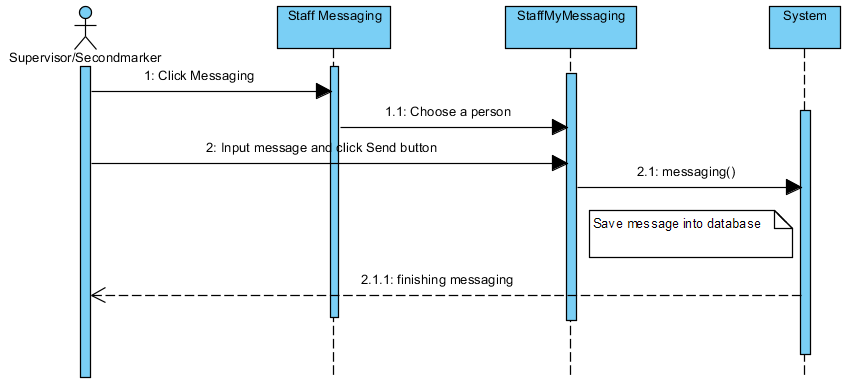 Staff Messaging
StaffMyMessaging
System
Supervisor/Secondmarker
1: Click Messaging
1.1: Choose a person
2: Input message and click Send button
2.1: messaging()
Save message into database
2.1.1: finishing messaging